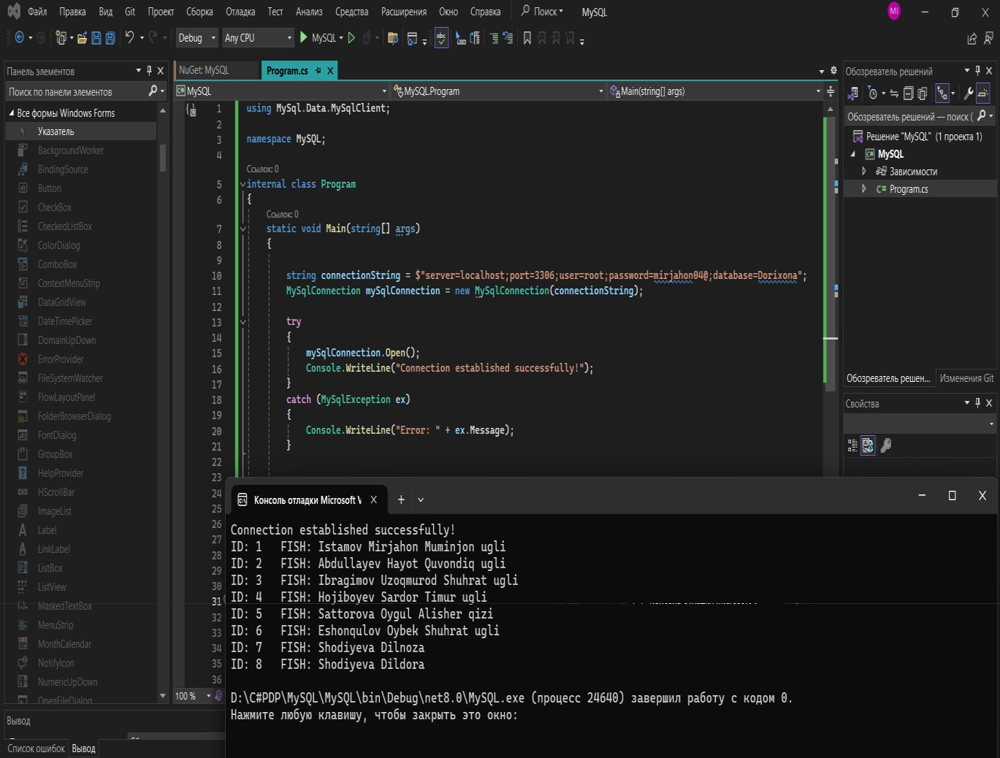 Файл Правка Вид Git Проект Сборка Отладка Тест Анализ Средства Расширения Окно Справка Поиск MySQL MI
Debug Any CPU MySQL
Панель элементов
Поиск по панели элементов
Все формы Windows Forms
Указатель
BackgroundWorker
BindingSource
Button
CheckBox
CheckedListBox
ColorDialog
ComboBox
ContextMenuStrip
DataGridView
DateTimePicker
DomainUpDown
ErrorProvider
FileSystemWatcher
FlowLayoutPanel
FolderBrowserDialog
FontDialog
GroupBox
HelpProvider
HScrollBar
ImageList
Label
LinkLabel
ListBox
ListView
MaskedTextBox
MenuStrip
MonthCalendar
NotifyIcon
NumericUpDown
OpenFileDialog
Вывод
Список ошибок Вывод
NuGet: MySQL Program.cs
MySQL MySQL.Program Main(string[] args)
1 using MySql.Data.MySqlClient;
2
3 namespace MySQL;
4
Ссылок: 0
5 internal class Program
6 {
Ссылок: 0
7 static void Main(string[] args)
8 {
9
10 string connectionString = $"server=localhost;port=3306;user=root;password=mirjahon04@;database=Dorixona";
11 MySqlConnection mySqlConnection = new MySqlConnection(connectionString);
12
13 try
14 {
15 mySqlConnection.Open();
16 Console.WriteLine("Connection established successfully!");
17 }
18 catch (MySqlException ex)
19 {
20 Console.WriteLine("Error: " + ex.Message);
21 }
22
23
24
25
26
27
28
29
30
31
32
33
34
35
36
100 %
Консоль отладки Microsoft V
Connection established successfully!
ID: 1 FISH: Istamov Mirjahon Muminjon ugli
ID: 2 FISH: Abdullayev Hayot Quvondiq ugli
ID: 3 FISH: Ibragimov Uzoqmurod Shuhrat ugli
ID: 4 FISH: Hojiboyev Sardor Timur ugli
ID: 5 FISH: Sattorova Oygul Alisher qizi
ID: 6 FISH: Eshonqulov Oybek Shuhrat ugli
ID: 7 FISH: Shodiyeva Dilnoza
ID: 8 FISH: Shodiyeva Dildora
D:\C#PDP\MySQL\MySQL\bin\Debug\net8.0\MySQL.exe (процесс 24640) завершил работу с кодом 0.
Нажмите любую клавишу, чтобы закрыть это окно:
Обозреватель решений
Обозреватель решений — поиск (
Решение "MySQL" (1 проекта 1)
MySQL
Зависимости
C# Program.cs
Обозреватель решен... Изменения Git
Свойства